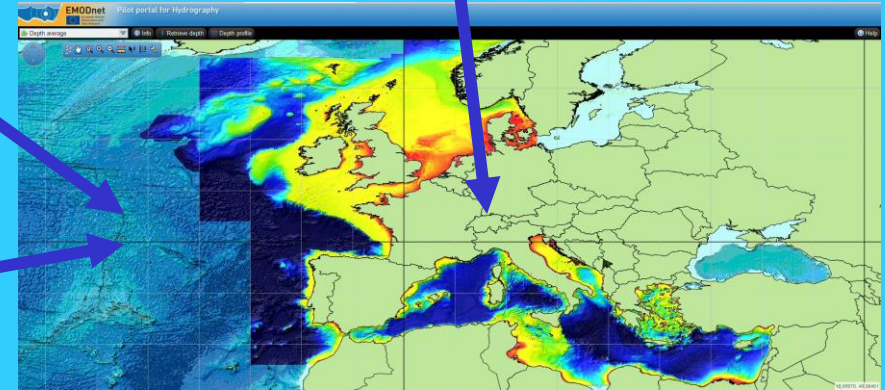 EMODnet
Pilot portal for Hydrography
Depth average
Info
Retrieve depth
Depth profile
Help